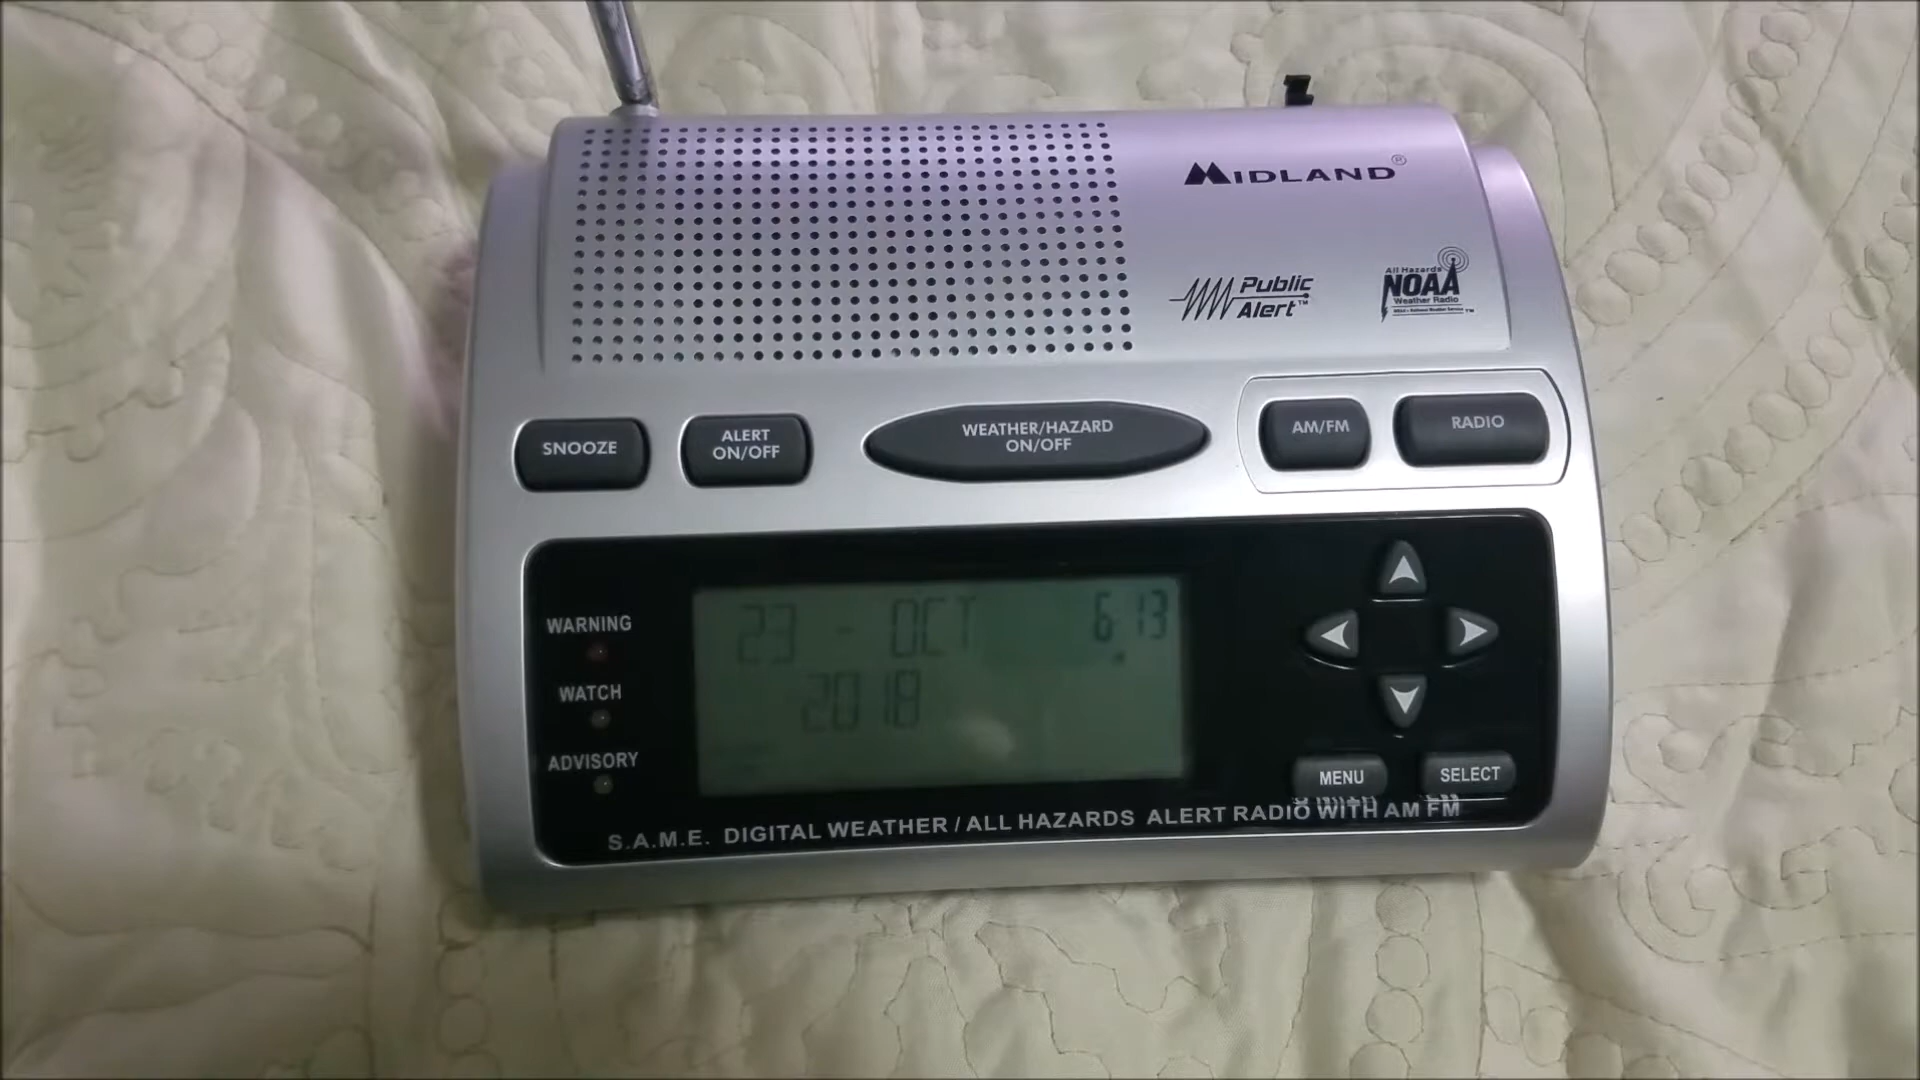 MIDLAND®
Public
Alert™
All Hazards
NOAA
Weather Radio
SNOOZE
ALERT
ON/OFF
WEATHER/HAZARD
ON/OFF
AM/FM
RADIO
23 - OCT 6:13
2018
WARNING
WATCH
ADVISORY
MENU
SELECT
S.A.M.E. DIGITAL WEATHER / ALL HAZARDS ALERT RADIO WITH AM FM